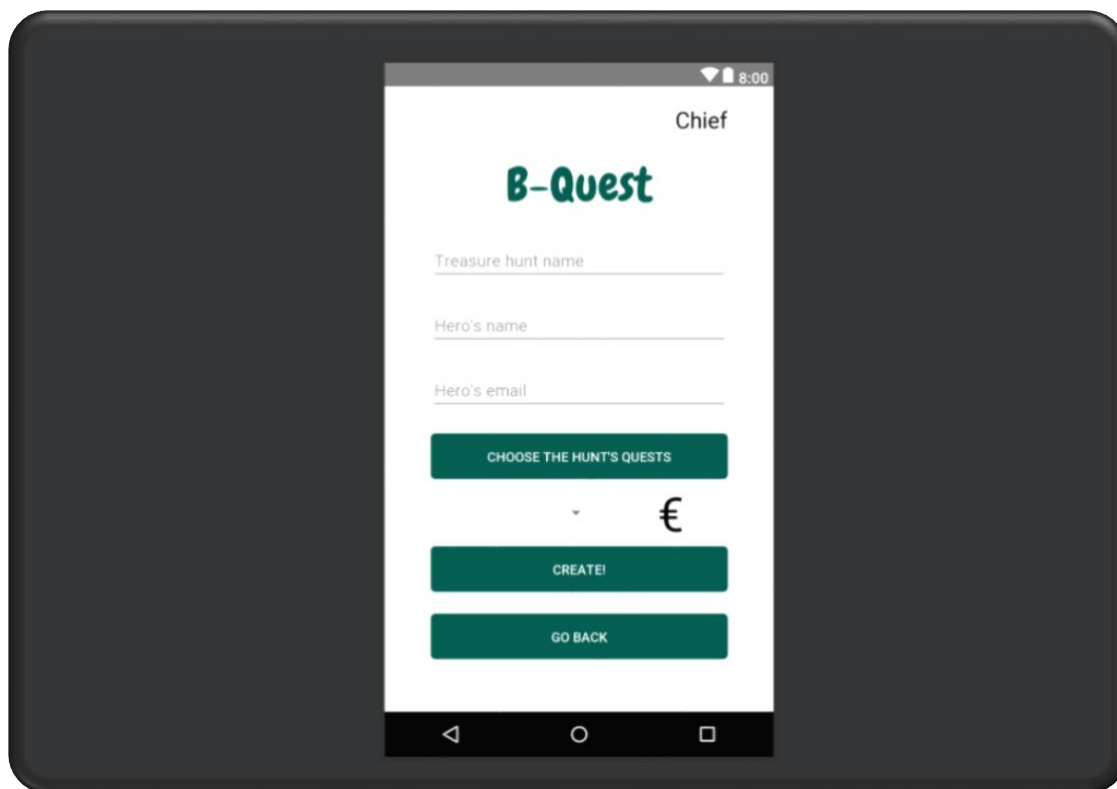 8:00
Chief
B-Quest
Treasure hunt name
Hero's name
Hero's email
CHOOSE THE HUNT'S QUESTS
€
CREATE!
GO BACK